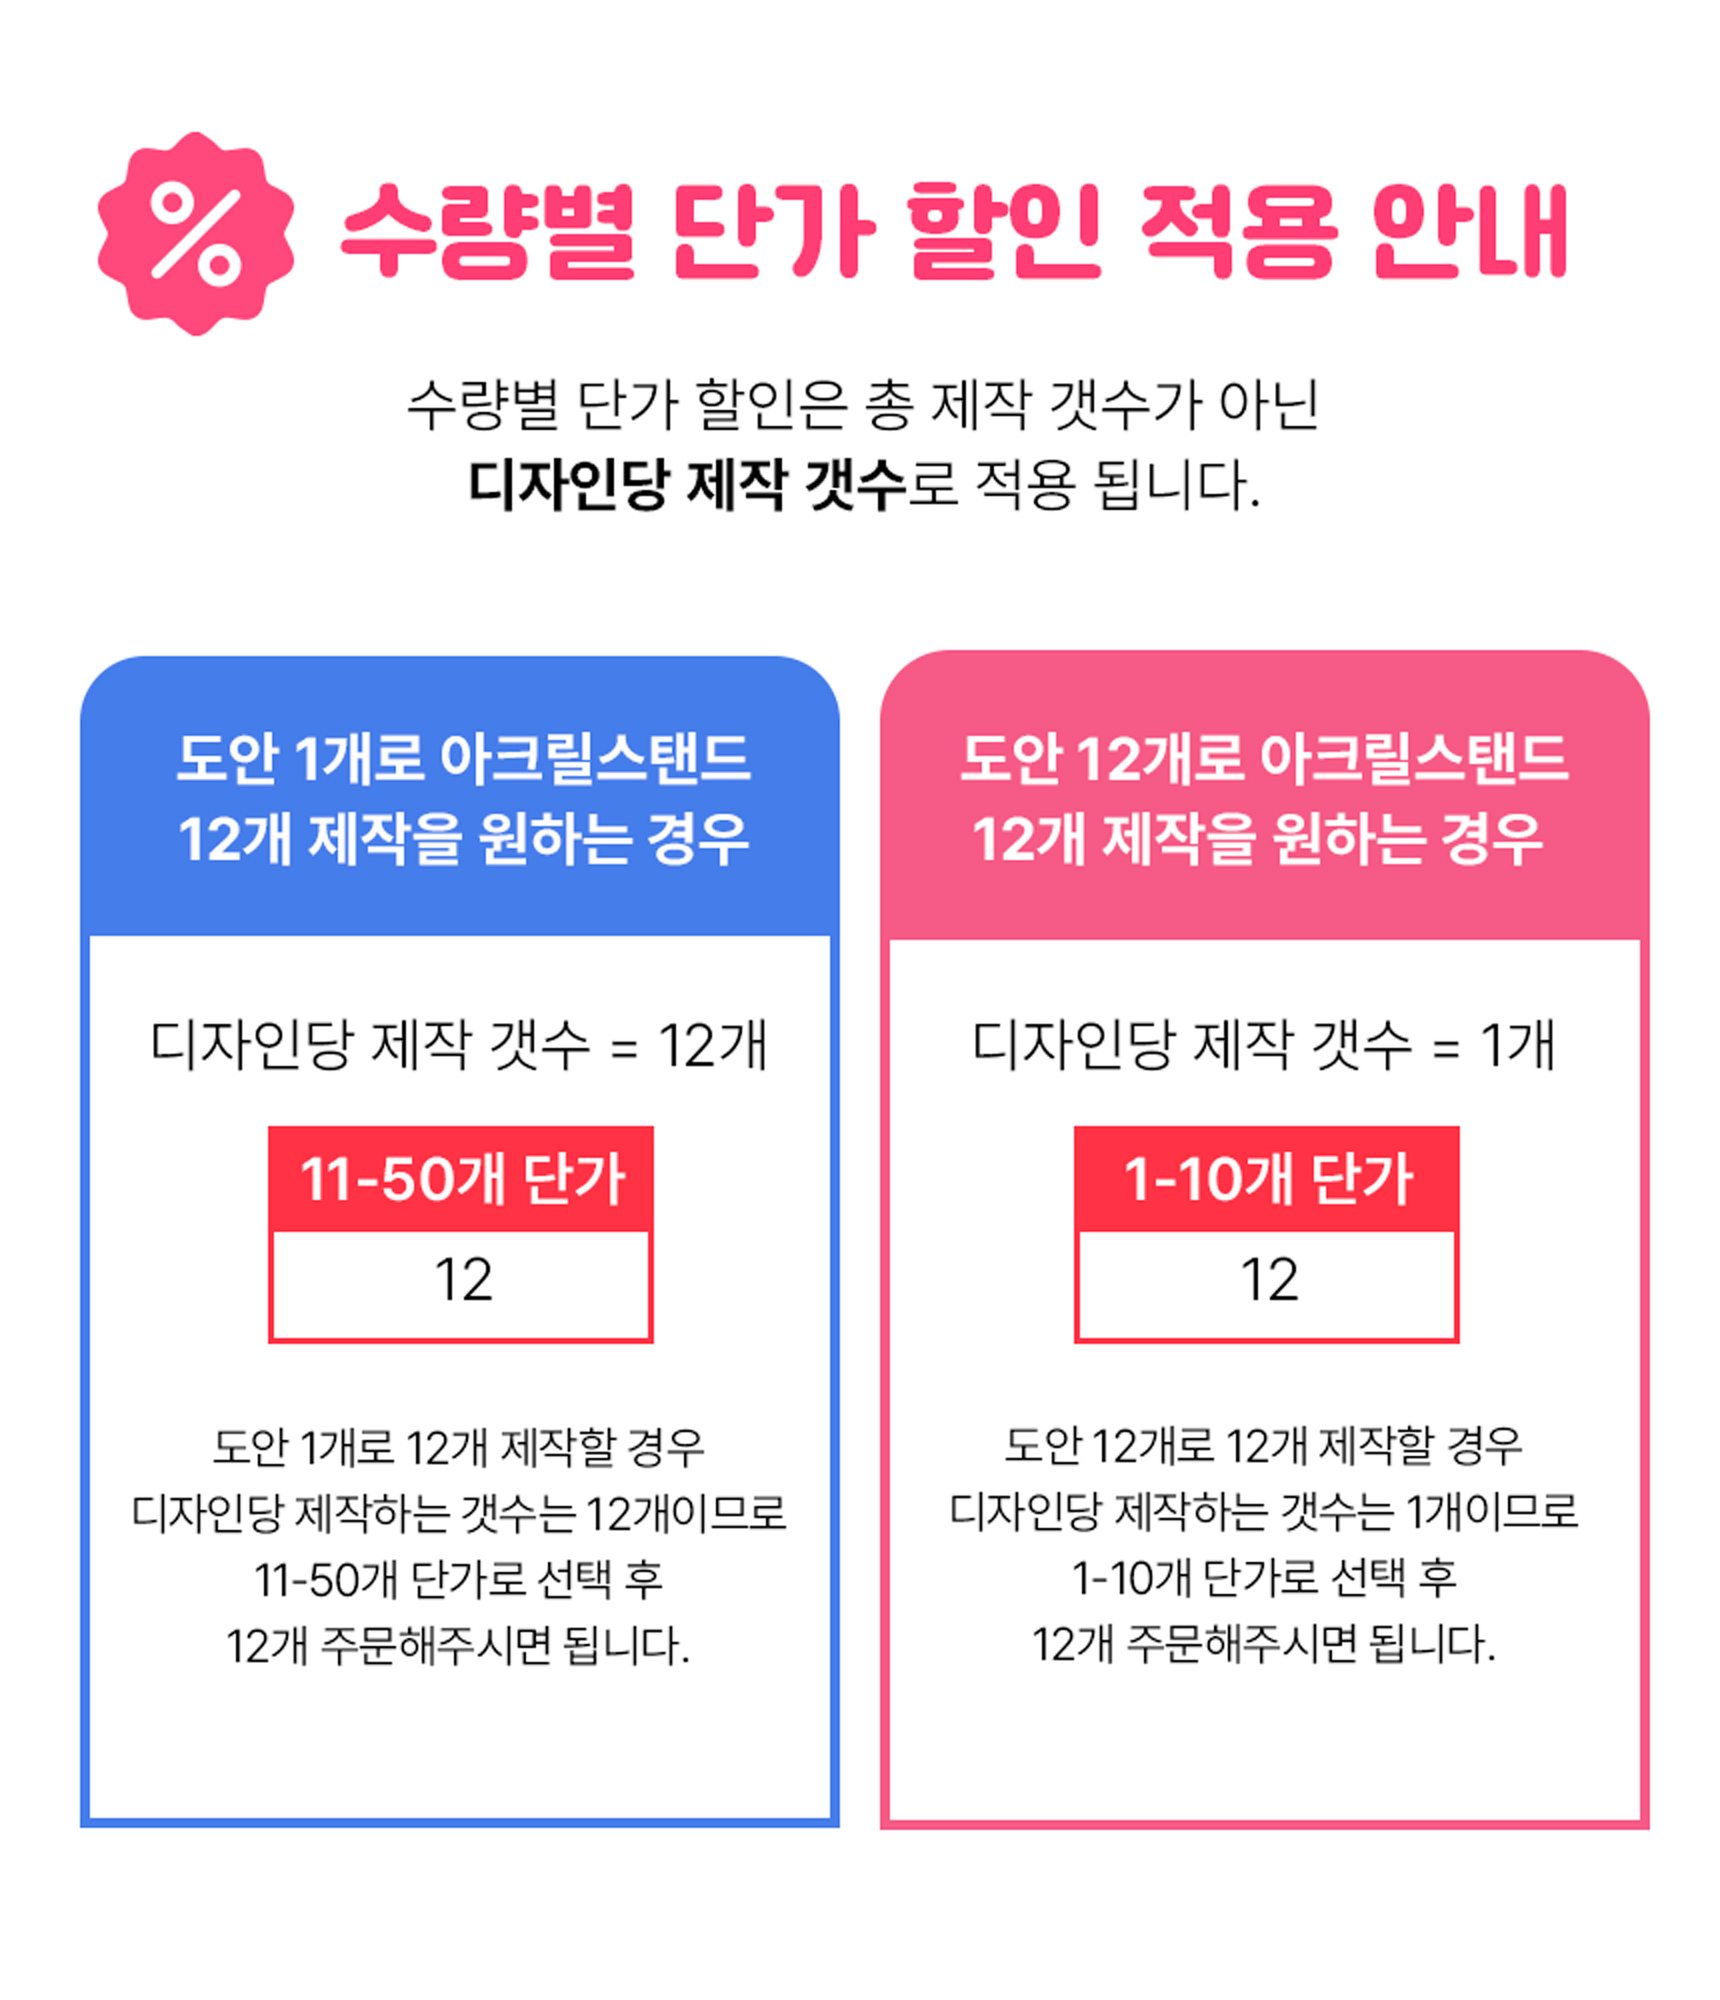 수량별 단가 할인 적용 안내
수량별 단가 할인은 총 제작 갯수가 아닌
디자인당 제작 갯수로 적용 됩니다.
도안 1개로 아크릴스탠드
12개 제작을 원하는 경우
디자인당 제작 갯수 = 12개
11-50개 단가
12
도안 1개로 12개 제작할 경우
디자인당 제작하는 갯수는 12개이므로
11-50개 단가로 선택 후
12개 주문해주시면 됩니다.
도안 12개로 아크릴스탠드
12개 제작을 원하는 경우
디자인당 제작 갯수 = 1개
1-10개 단가
12
도안 12개로 12개 제작할 경우
디자인당 제작하는 갯수는 1개이므로
1-10개 단가로 선택 후
12개 주문해주시면 됩니다.